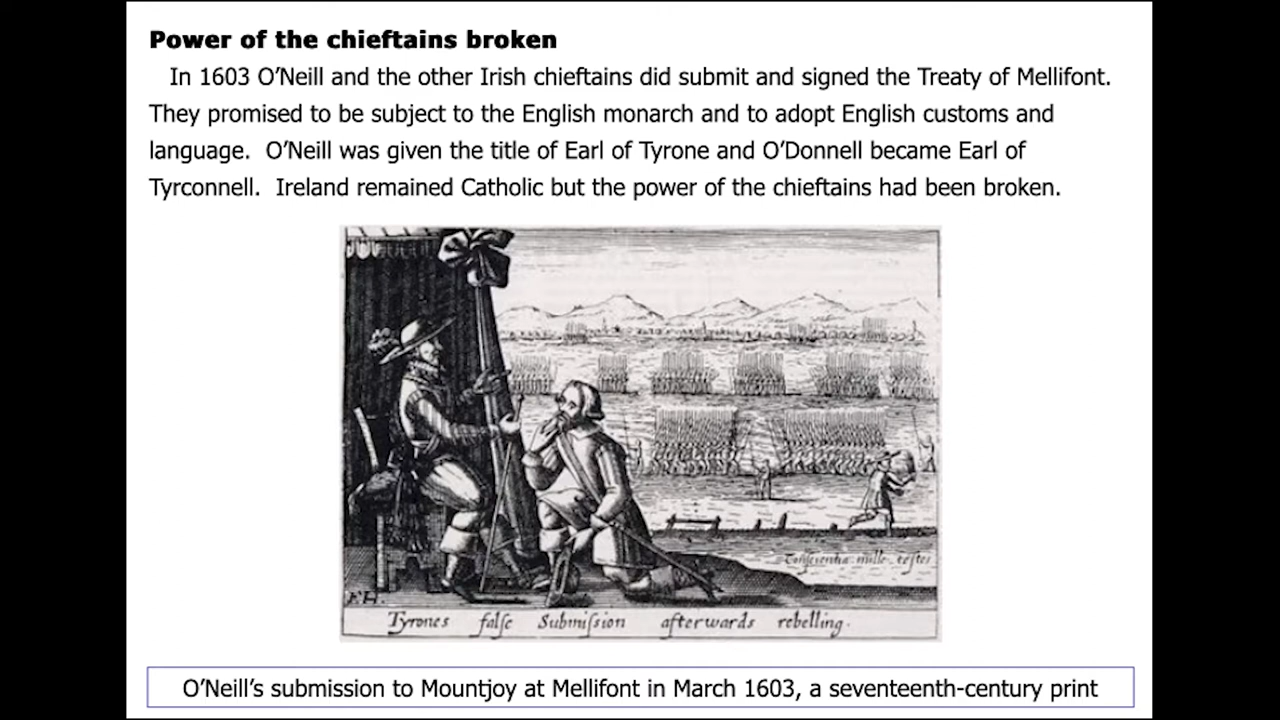 Power of the chieftains broken
In 1603 O'Neill and the other Irish chieftains did submit and signed the Treaty of Mellifont.
They promised to be subject to the English monarch and to adopt English customs and
language.  O'Neill was given the title of Earl of Tyrone and O'Donnell became Earl of
Tyrconnell.  Ireland remained Catholic but the power of the chieftains had been broken.
Conscientia mille testes
F.H.
Tyrones falſe Submiſsion afterwards rebelling.
O'Neill's submission to Mountjoy at Mellifont in March 1603, a seventeenth-century print